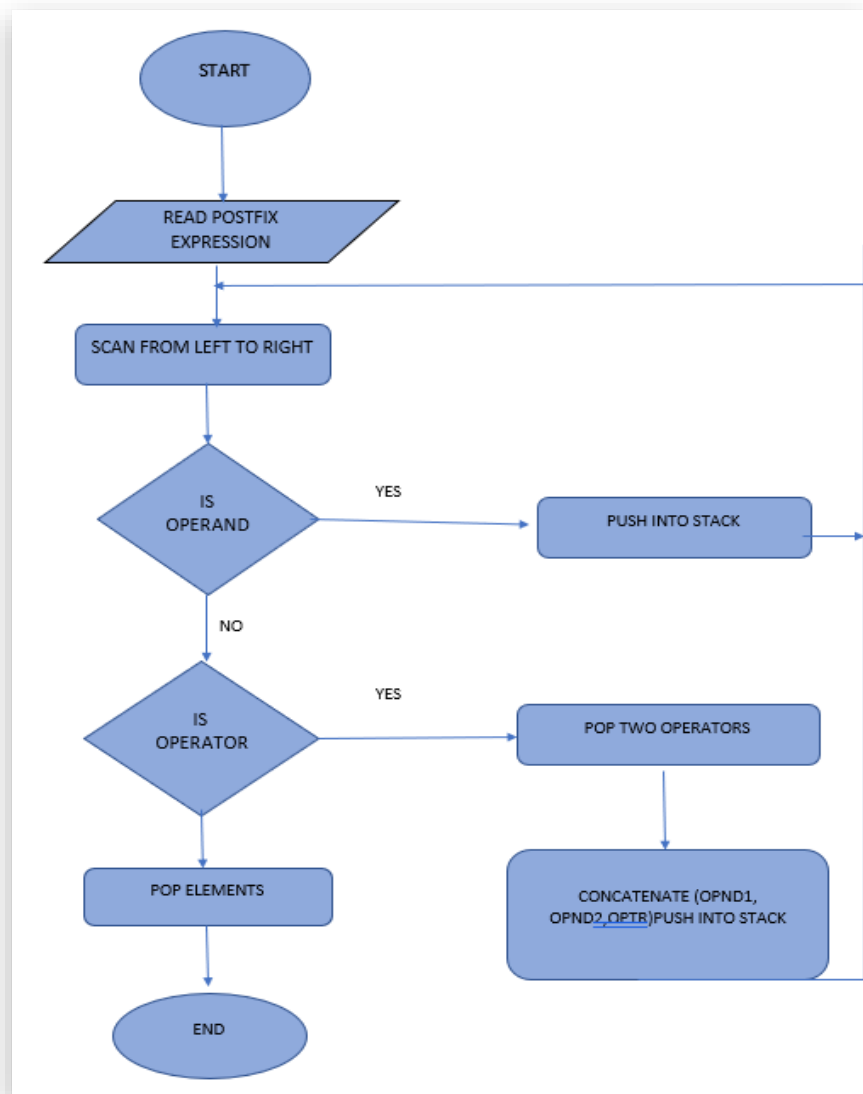 START
READ POSTFIX
EXPRESSION
SCAN FROM LEFT TO RIGHT
IS
OPERAND
YES
PUSH INTO STACK
NO
IS
OPERATOR
YES
POP TWO OPERATORS
POP ELEMENTS
CONCATENATE (OPND1,
OPND2,OPTR)PUSH INTO STACK
END